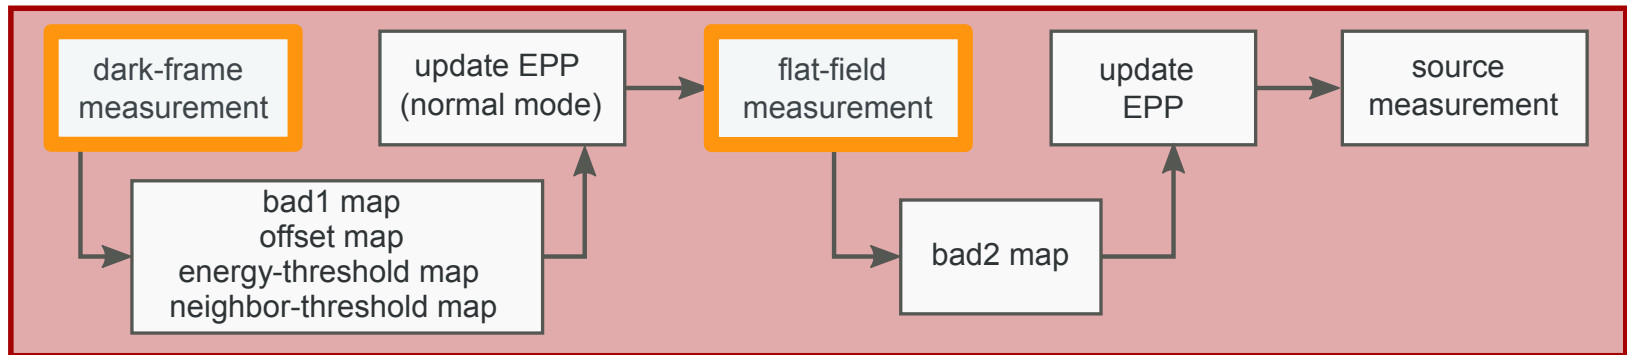 dark-frame
measurement
bad1 map
offset map
energy-threshold map
neighbor-threshold map
update EPP
(normal mode)
flat-field
measurement
bad2 map
update
EPP
source
measurement